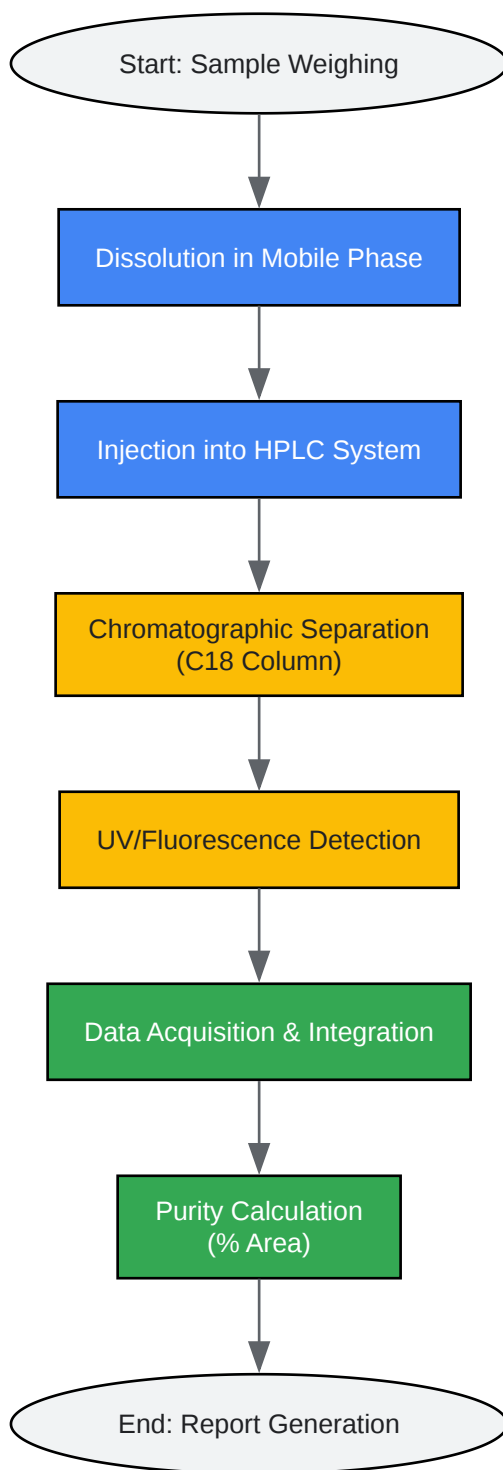 Start: Sample Weighing
Dissolution in Mobile Phase
Injection into HPLC System
Chromatographic Separation
(C18 Column)
UV/Fluorescence Detection
Data Acquisition & Integration
Purity Calculation
(% Area)
End: Report Generation